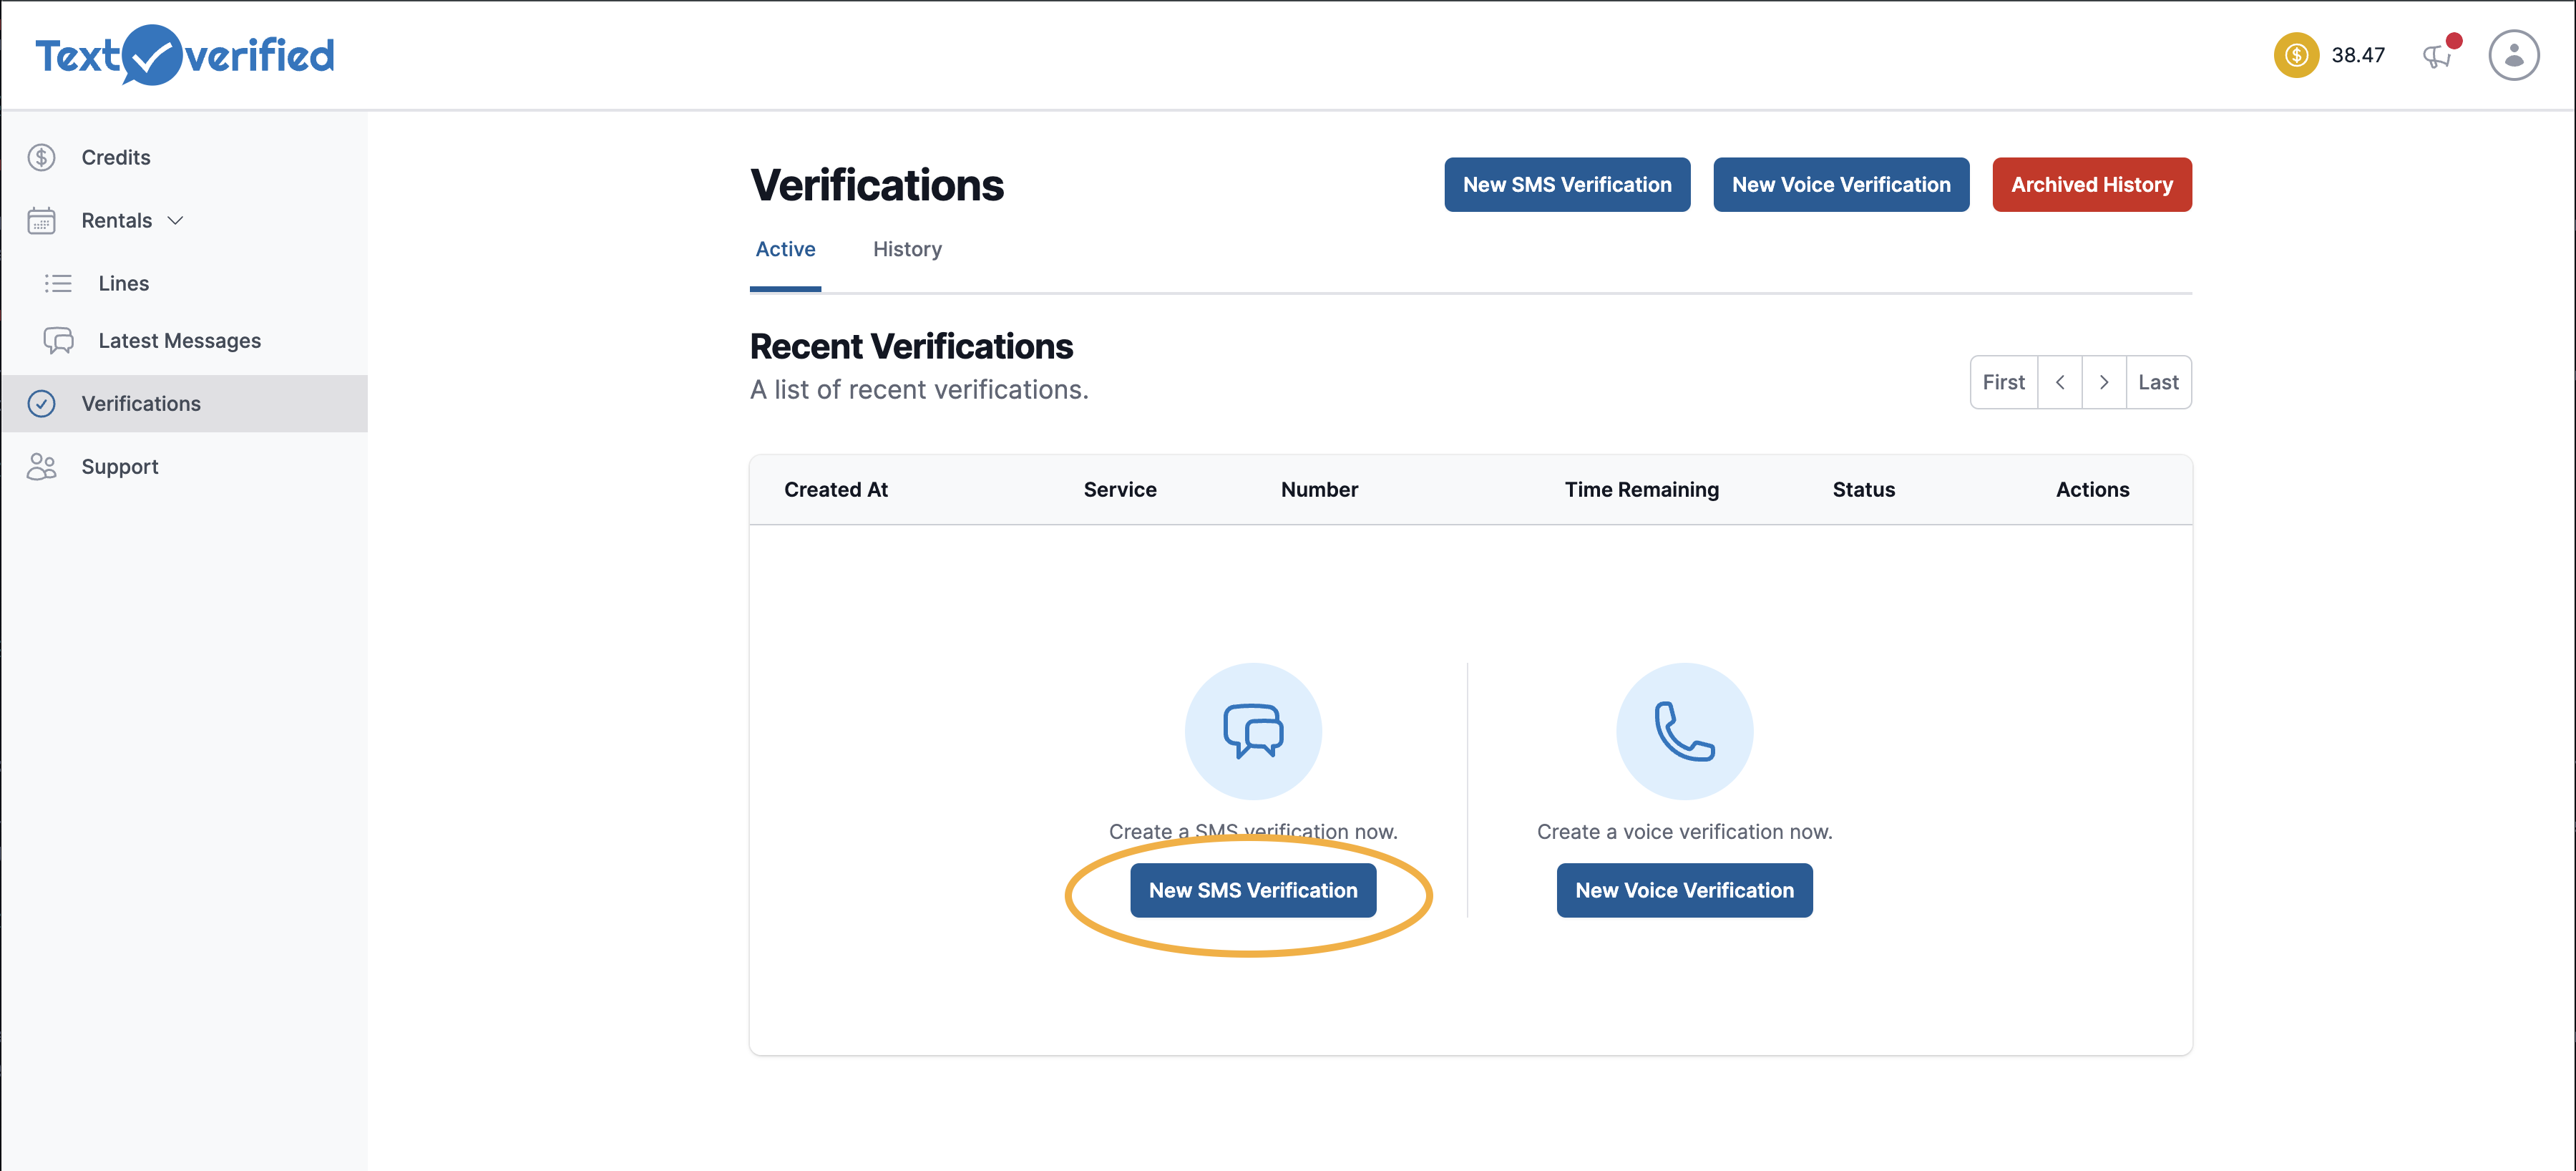 Text verified
38.47
Credits
Rentals
Lines
Latest Messages
Verifications
Support
Verifications
New SMS Verification
New Voice Verification
Archived History
Active
History
Recent Verifications
A list of recent verifications.
First
<
>
Last
Created At
Service
Number
Time Remaining
Status
Actions
Create a SMS verification now.
New SMS Verification
Create a voice verification now.
New Voice Verification